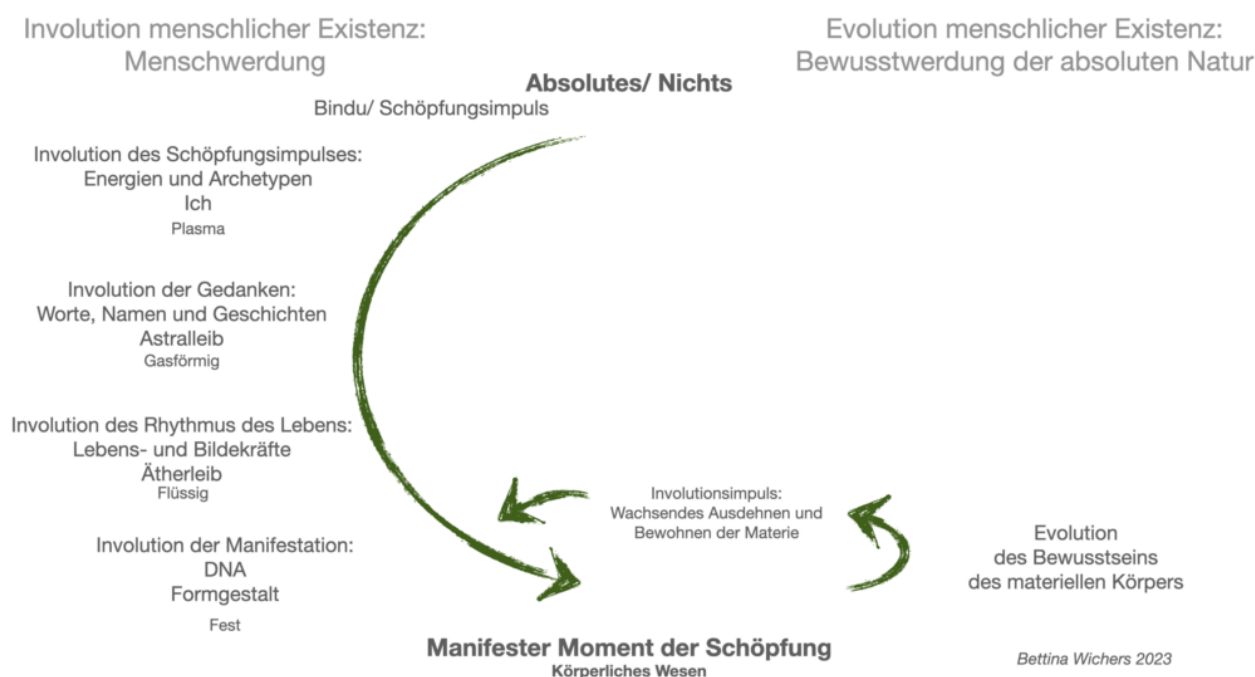 Involution menschlicher Existenz:
Menschwerdung
Evolution menschlicher Existenz:
Bewusstwerdung der absoluten Natur
Absolutes/ Nichts
Bindu/ Schöpfungsimpuls
Involution des Schöpfungsimpulses:
Energien und Archetypen
Ich
Plasma
Involution der Gedanken:
Worte, Namen und Geschichten
Astralleib
Gasförmig
Involution des Rhythmus des Lebens:
Lebens- und Bildekräfte
Ätherleib
Flüssig
Involution der Manifestation:
DNA
Formgestalt
Fest
Involutionsimpuls:
Wachsendes Ausdehnen und
Bewohnen der Materie
Evolution
des Bewusstseins
des materiellen Körpers
Manifester Moment der Schöpfung
Körperliches Wesen
Bettina Wichers 2023